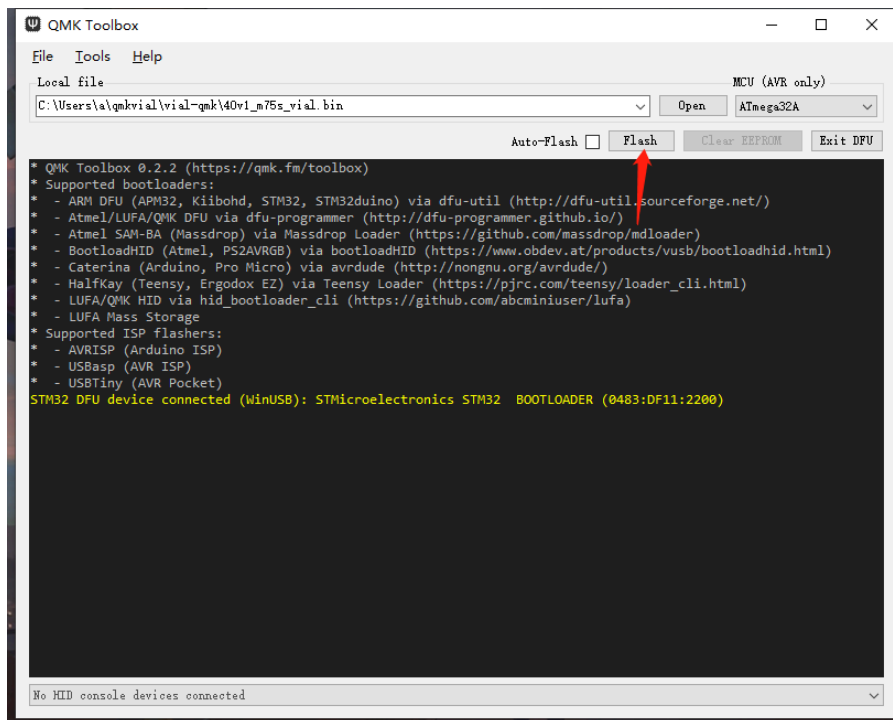 QMK Toolbox
File Tools Help
Local file MCU (AVR only)
C:\Users\a\qmkvial\vial-qmk\40v1_m75s_vial.bin Open ATmega32A
Auto-Flash Flash Clear EEPROM Exit DFU
* QMK Toolbox 0.2.2 (https://qmk.fm/toolbox)
* Supported bootloaders:
*  - ARM DFU (APM32, Kiibohd, STM32, STM32duino) via dfu-util (http://dfu-util.sourceforge.net/)
*  - Atmel/LUFA/QMK DFU via dfu-programmer (http://dfu-programmer.github.io/)
*  - Atmel SAM-BA (Massdrop) via Massdrop Loader (https://github.com/massdrop/mdloader)
*  - BootloadHID (Atmel, PS2AVRGB) via bootloadHID (https://www.obdev.at/products/vusb/bootloadhid.html)
*  - Caterina (Arduino, Pro Micro) via avrdude (http://nongnu.org/avrdude/)
*  - HalfKay (Teensy, Ergodox EZ) via Teensy Loader (https://pjrc.com/teensy/loader_cli.html)
*  - LUFA/QMK HID via hid_bootloader_cli (https://github.com/abcminiuser/lufa)
*  - LUFA Mass Storage
* Supported ISP flashers:
*  - AVRISP (Arduino ISP)
*  - USBasp (AVR ISP)
*  - USBTiny (AVR Pocket)
STM32 DFU device connected (WinUSB): STMicroelectronics STM32  BOOTLOADER (0483:DF11:2200)
No HID console devices connected